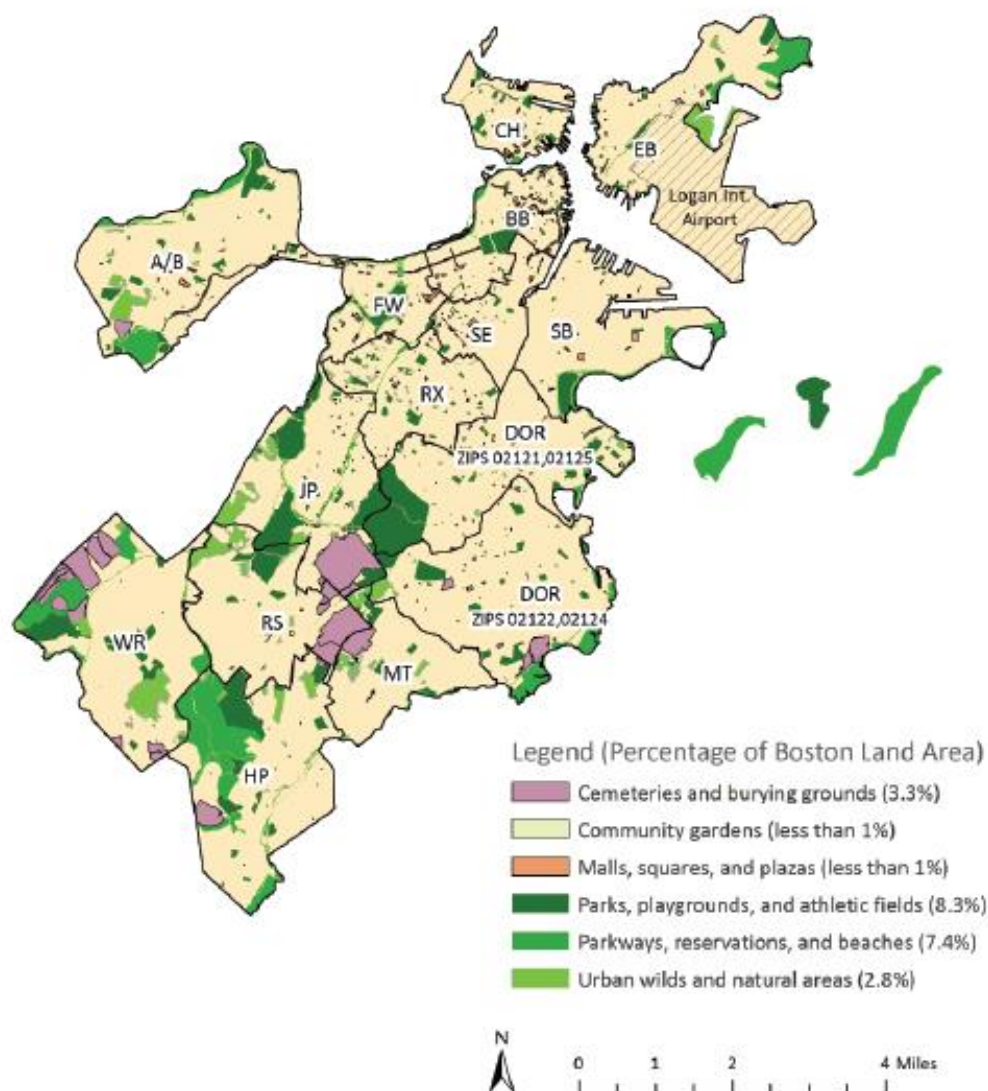 CH
EB
Logan Int.
Airport
BB
A/B
FW
SE
SB
RX
DOR
ZIPS 02121,02125
JP
DOR
ZIPS 02122,02124
RS
WR
MT
HP
Legend (Percentage of Boston Land Area)
Cemeteries and burying grounds (3.3%)
Community gardens (less than 1%)
Malls, squares, and plazas (less than 1%)
Parks, playgrounds, and athletic fields (8.3%)
Parkways, reservations, and beaches (7.4%)
Urban wilds and natural areas (2.8%)
N
0 1 2 4 Miles